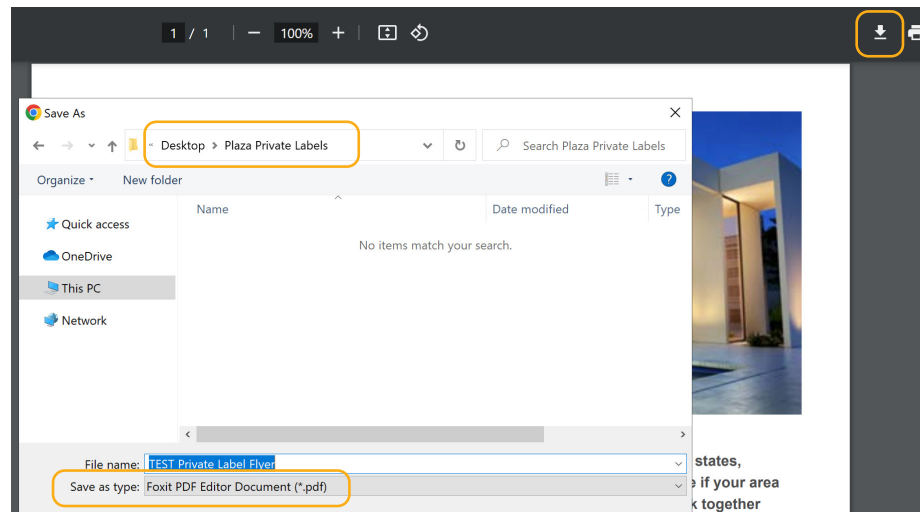 1 / 1 | − 100% + |
Save As
« Desktop > Plaza Private Labels
Search Plaza Private Labels
Organize New folder
?
Name Date modified Type
Quick access
No items match your search.
OneDrive
This PC
Network
File name: TEST Private Label Flyer
states,
Save as type: Foxit PDF Editor Document (*.pdf)
if your area
together